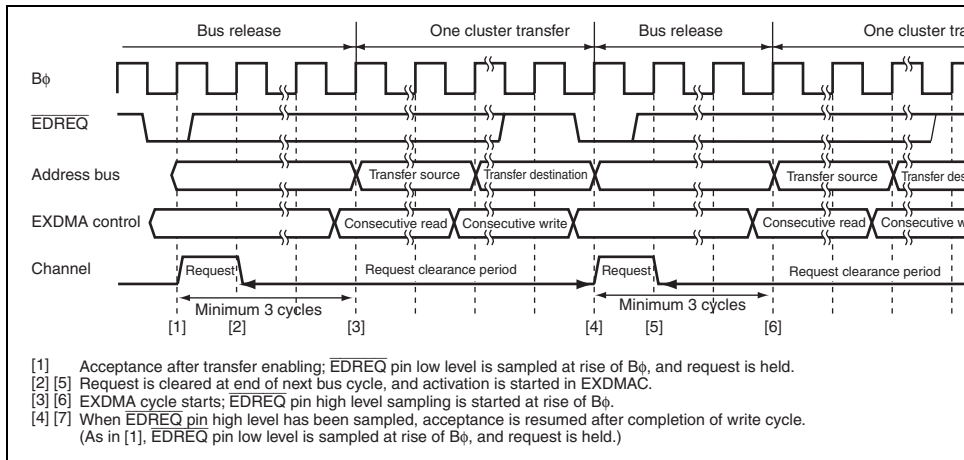 Bus release One cluster transfer Bus release One cluster tra
Bϕ
EDREQ
Address bus Transfer source Transfer destination Transfer source Transfer des
EXDMA control Consecutive read Consecutive write Consecutive read Consecutive w
Channel Request Request clearance period Request Request clearance period
Minimum 3 cycles Minimum 3 cycles
[1] [2] [3] [4] [5] [6]
[1] Acceptance after transfer enabling; EDREQ pin low level is sampled at rise of Bϕ, and request is held.
[2] [5] Request is cleared at end of next bus cycle, and activation is started in EXDMAC.
[3] [6] EXDMA cycle starts; EDREQ pin high level sampling is started at rise of Bϕ.
[4] [7] When EDREQ pin high level has been sampled, acceptance is resumed after completion of write cycle.
(As in [1], EDREQ pin low level is sampled at rise of Bϕ, and request is held.)